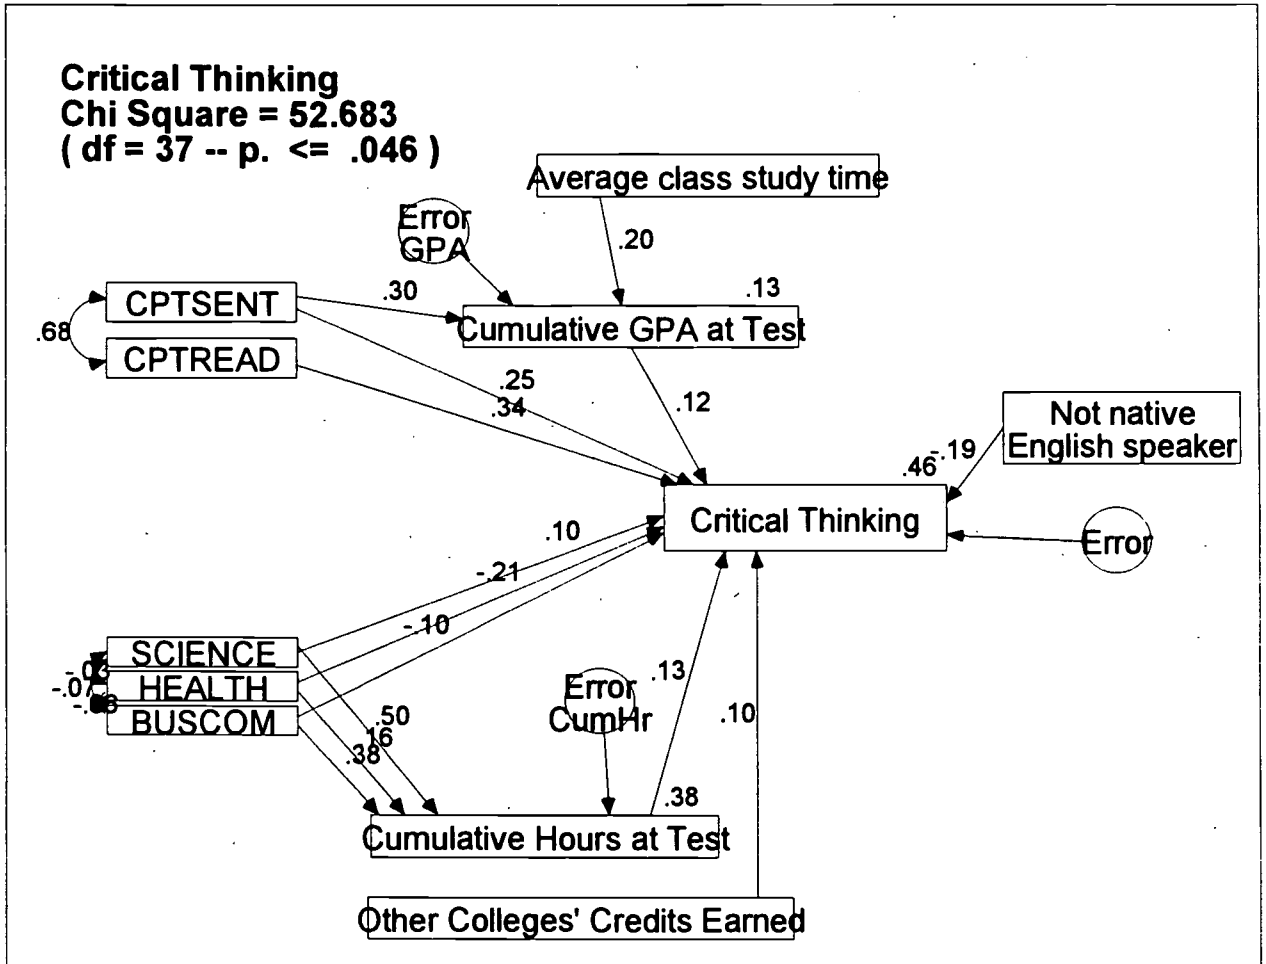 Critical Thinking
Chi Square = 52.683
( df = 37 -- p. <= .046 )
Average class study time
Error
GPA
.20
.13
CPTSENT
.30
Cumulative GPA at Test
.68
CPTREAD
.25
.34
.12
Not native
English speaker
.46
-.19
Critical Thinking
Error
.10
-.21
-.10
SCIENCE
-.03
HEALTH
-.07
BUSCOM
Error
CumHr
.13
.10
.50
.16
.38
.38
Cumulative Hours at Test
Other Colleges' Credits Earned